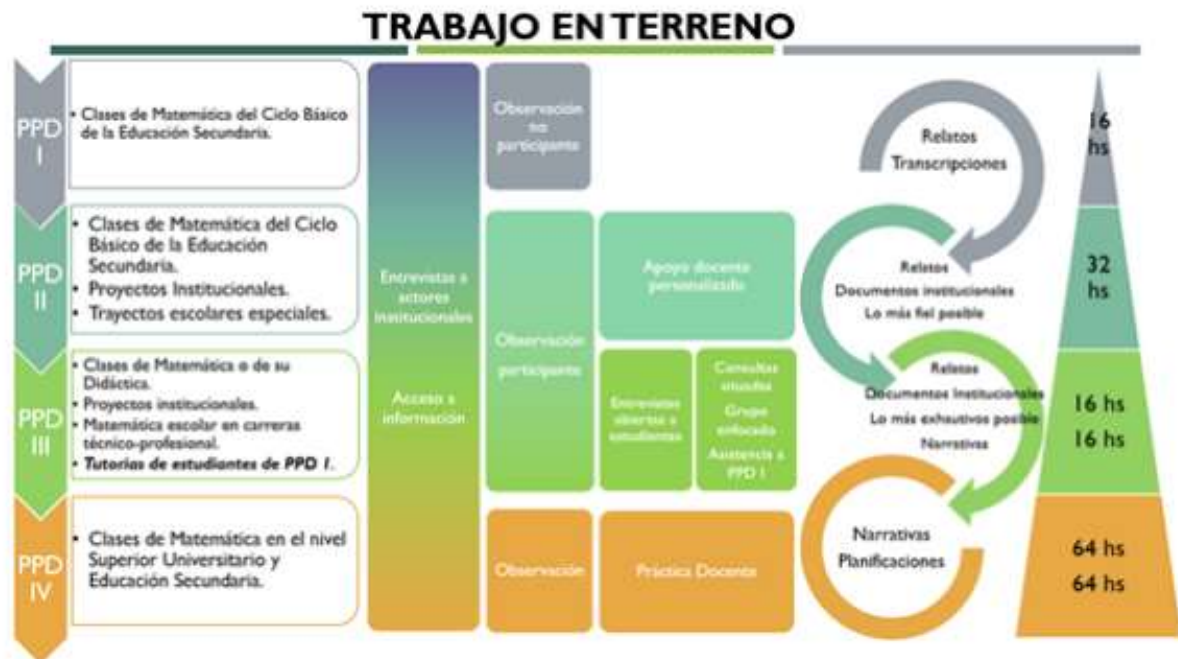 TRABAJO EN TERRENO
PPD
I
• Clases de Matemática del Ciclo Básico
de la Educación Secundaria.
Observación
no
participante
Relatos
Transcripciones
16
hs
PPD
II
• Clases de Matemática del Ciclo
Básico de la Educación
Secundaria.
• Proyectos Institucionales.
• Trayectos escolares especiales.
Entrevistas a
actores
institucionales
Acceso a
información
Observación
participante
Apoyo docente
personalizado
Relatos
Documentos institucionales
Lo más fiel posible
32
hs
PPD
III
• Clases de Matemática o de su
Didáctica.
• Proyectos institucionales.
• Matemática escolar en carreras
técnico-profesional.
• Tutorías de estudiantes de PPD 1.
Entrevistas
abiertas a
estudiantes
Consultas
situadas
Grupo
enfocado
Asistencia a
PPD I
Relatos
Documentos Institucionales
Lo más exhautivos posible
Narrativas
16 hs
16 hs
PPD
IV
• Clases de Matemática en el nivel
Superior Universitario y
Educación Secundaria.
Observación
Práctica Docente
Narrativas
Planificaciones
64 hs
64 hs